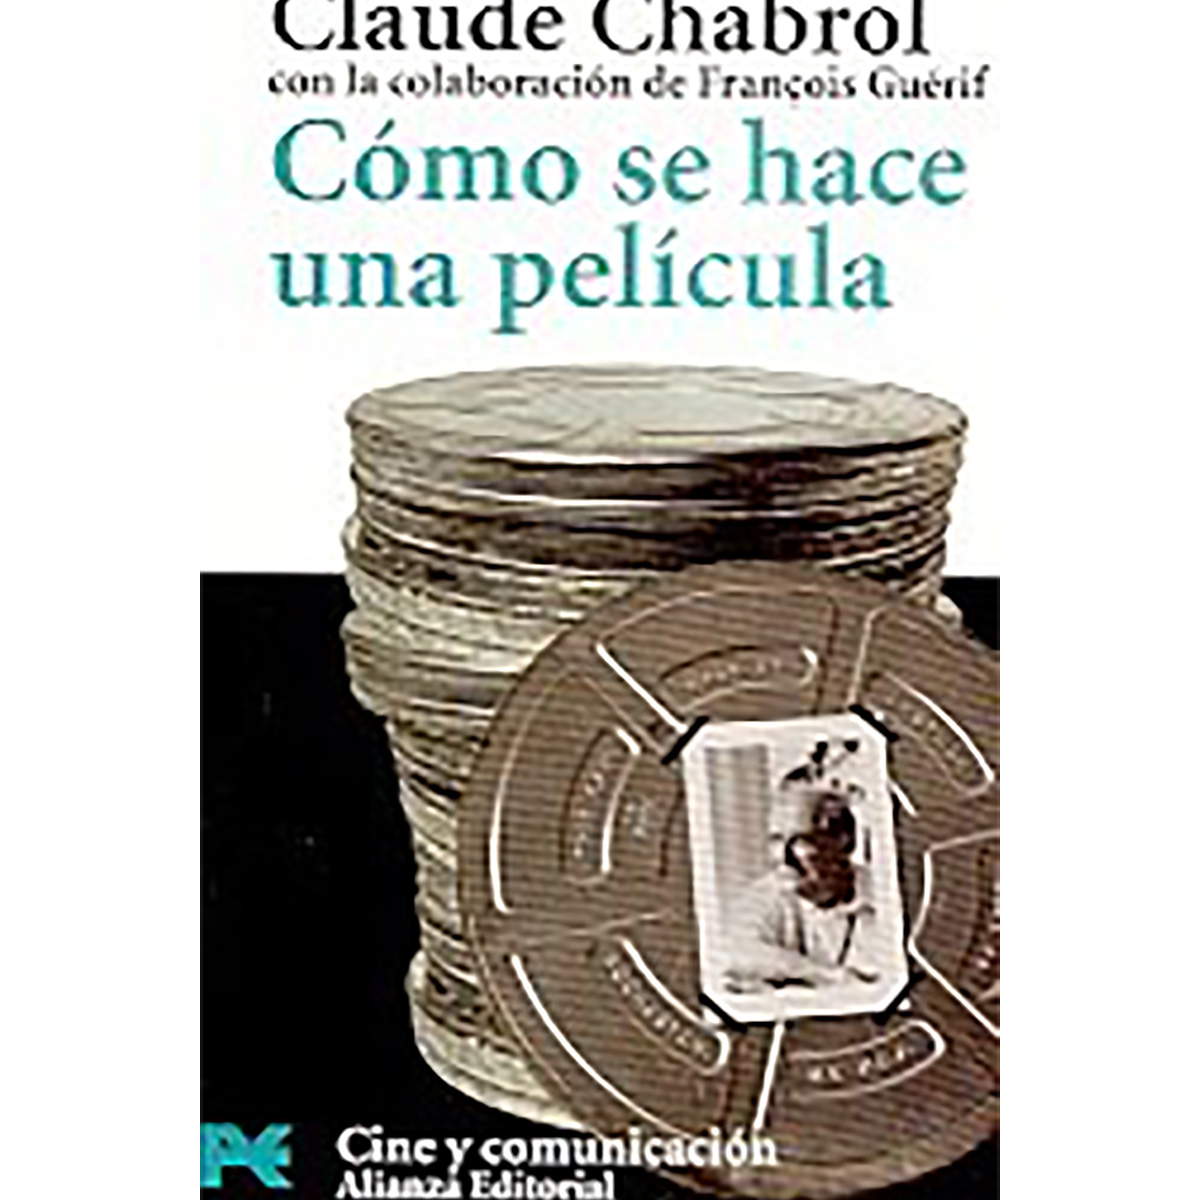 Claude Chabrol
con la colaboración de François Guérif
Cómo se hace
una película
Cine y comunicación
Alianza Editorial